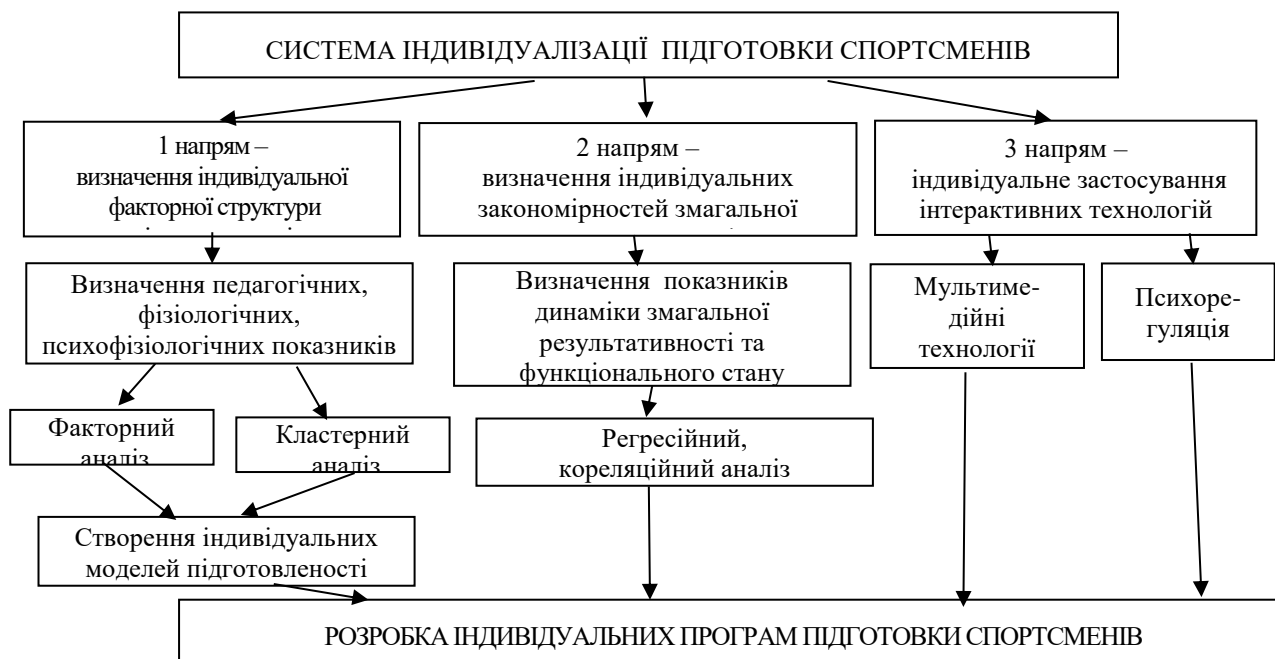 СИСТЕМА ІНДИВІДУАЛІЗАЦІЇ ПІДГОТОВКИ СПОРТСМЕНІВ
1 напрям –
визначення індивідуальної
факторної структури
2 напрям –
визначення індивідуальних
закономірностей змагальної
3 напрям –
індивідуальне застосування
інтерактивних технологій
Визначення педагогічних,
фізіологічних,
психофізіологічних показників
Визначення показників
динаміки змагальної
результативності та
функціонального стану
Мультиме-
дійні
технології
Психоре-
гуляція
Факторний
аналіз
Кластерний
аналіз
Регресійний,
кореляційний аналіз
Створення індивідуальних
моделей підготовленості
РОЗРОБКА ІНДИВІДУАЛЬНИХ ПРОГРАМ ПІДГОТОВКИ СПОРТСМЕНІВ